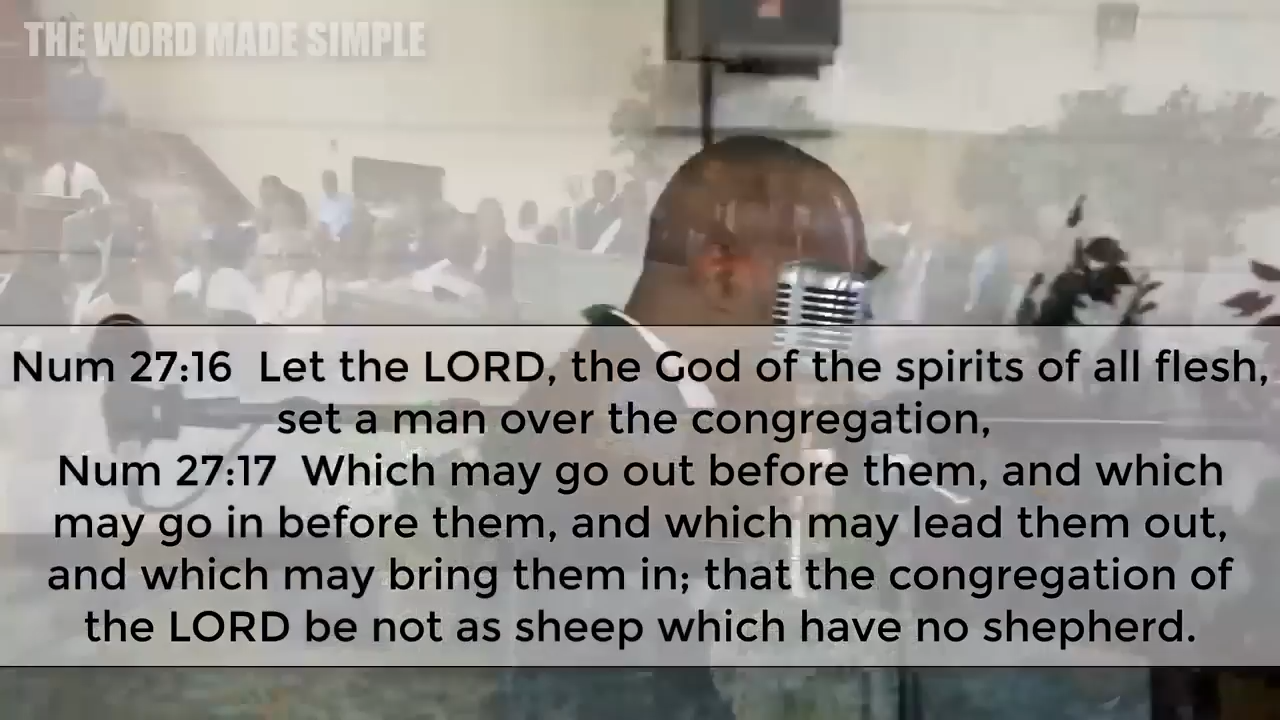 THE WORD MADE SIMPLE
Num 27:16  Let the LORD, the God of the spirits of all flesh,
set a man over the congregation,
Num 27:17  Which may go out before them, and which
may go in before them, and which may lead them out,
and which may bring them in; that the congregation of
the LORD be not as sheep which have no shepherd.